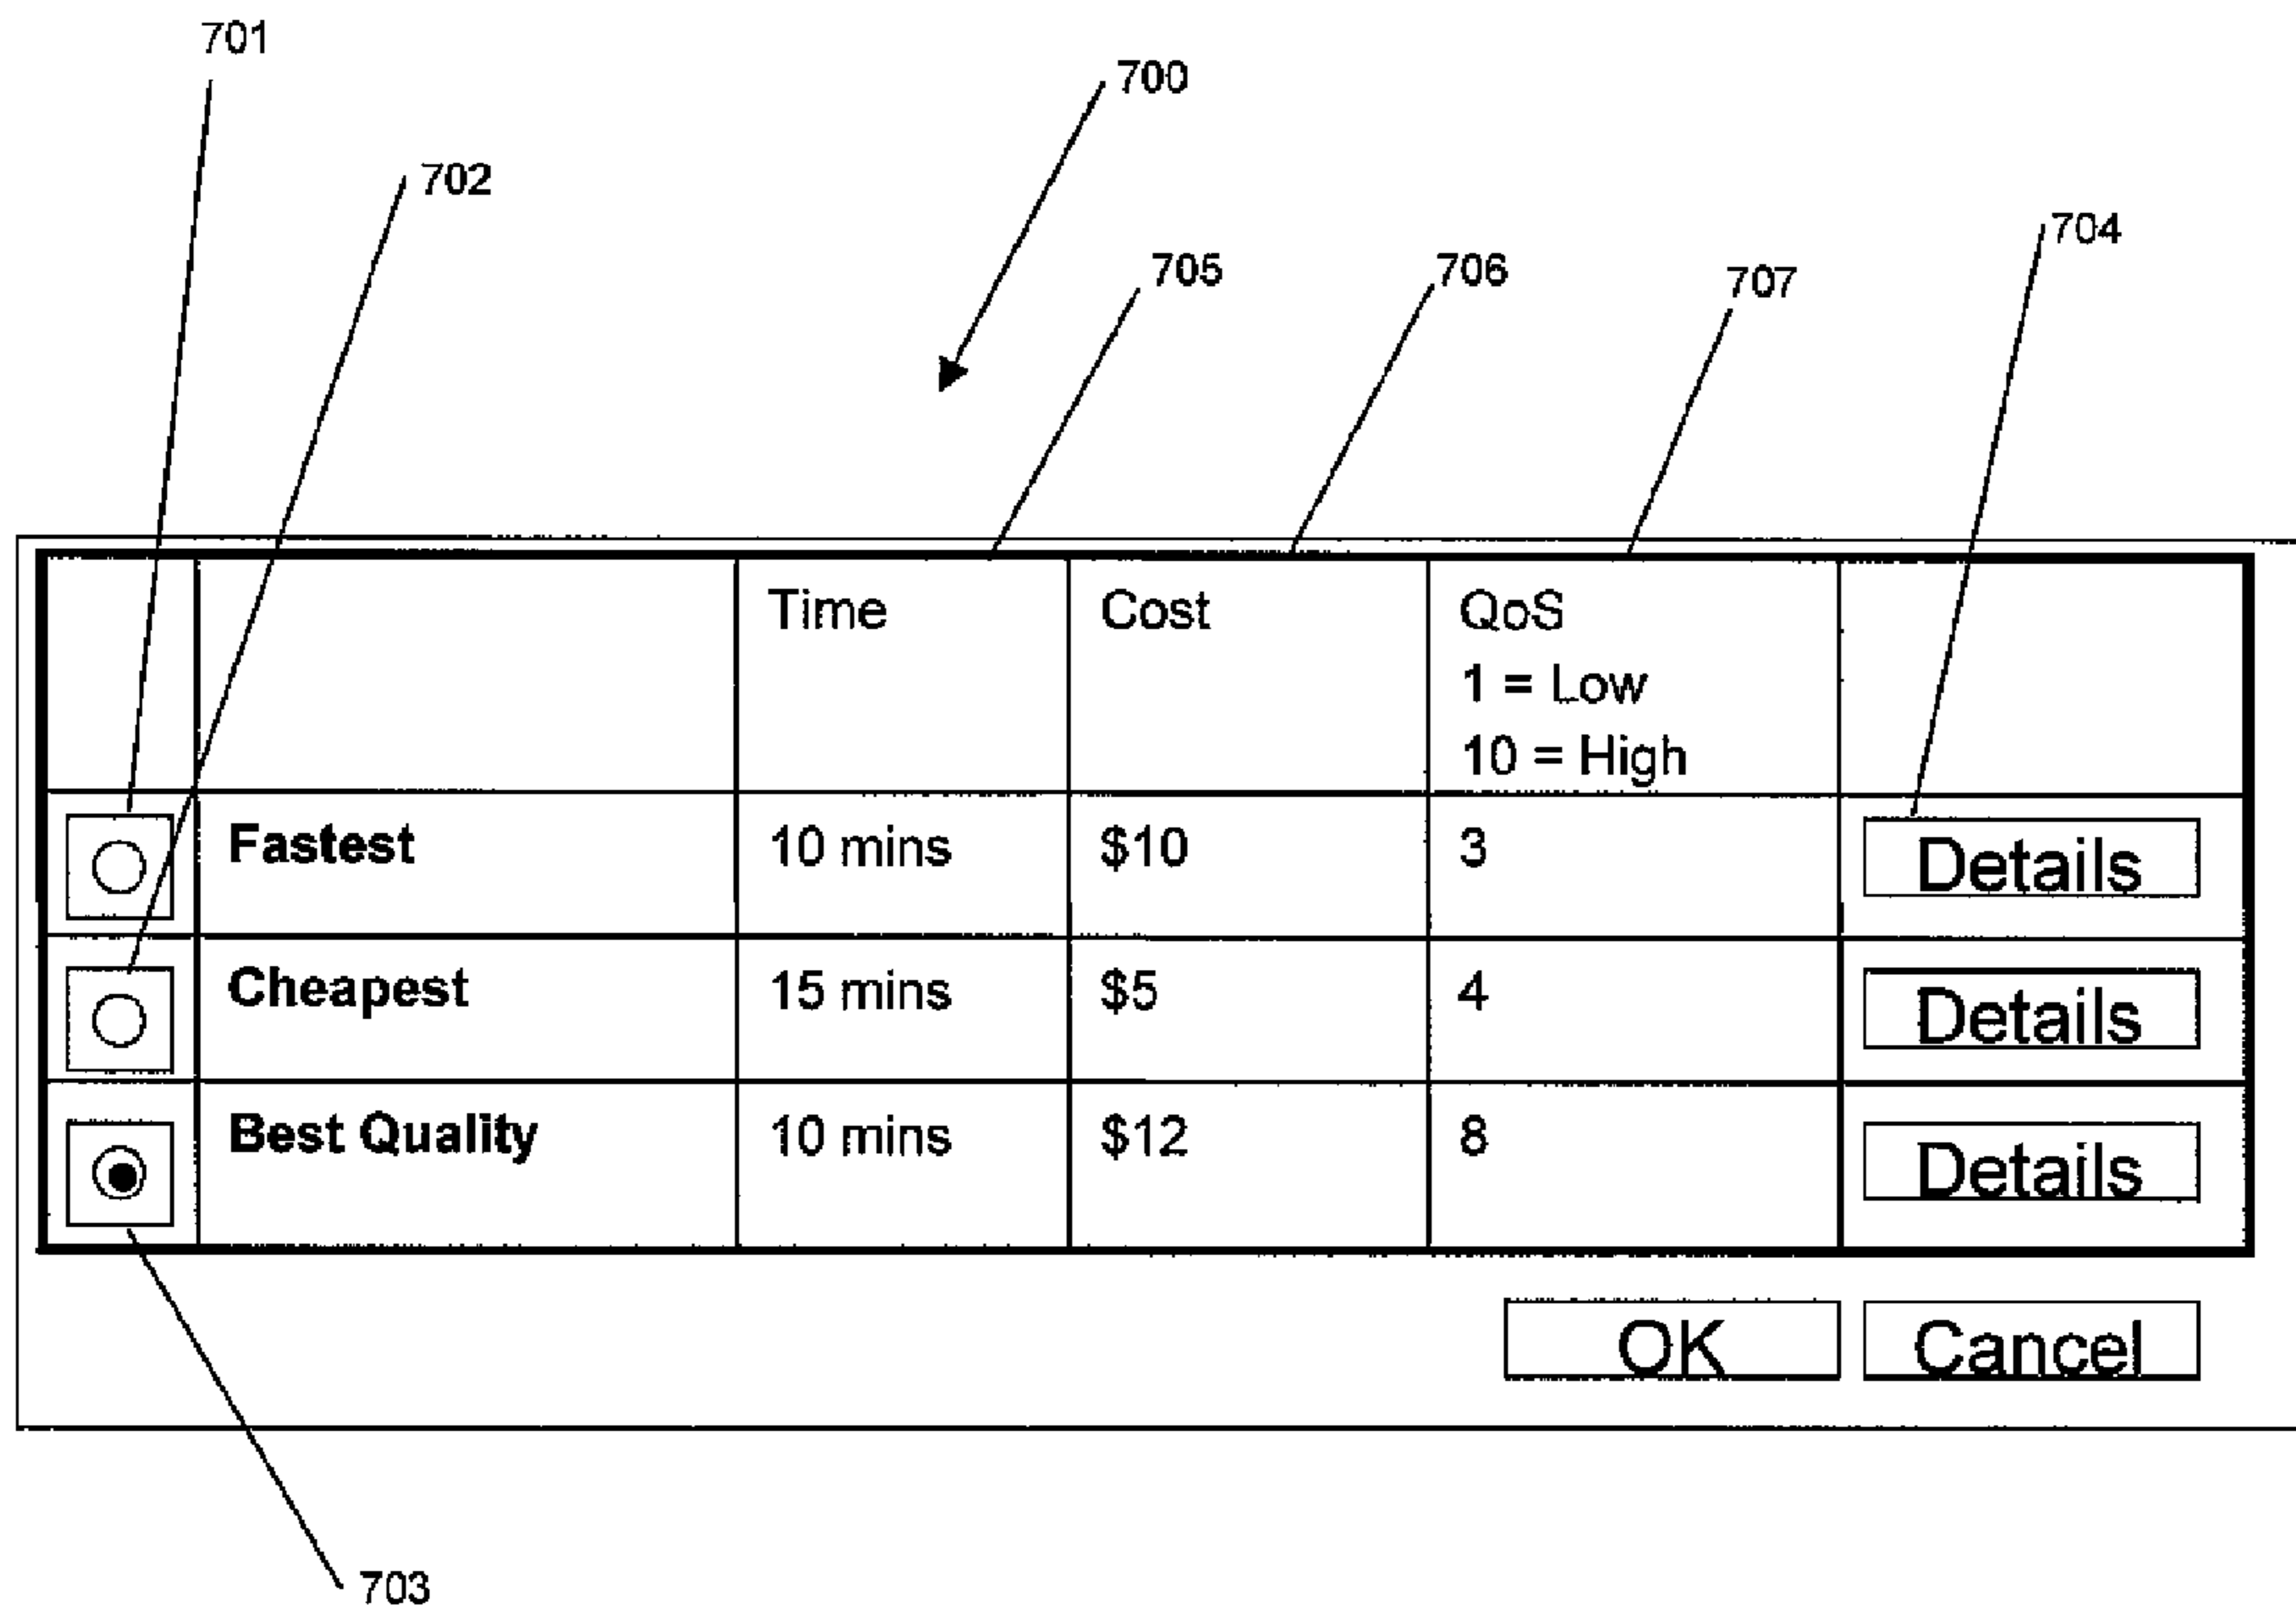 701
700
702
704
705
706
707
Time
Cost
QoS
1 = Low
10 = High
Fastest
10 mins
$10
3
Details
Cheapest
15 mins
$5
4
Details
Best Quality
10 mins
$12
8
Details
OK
Cancel
703